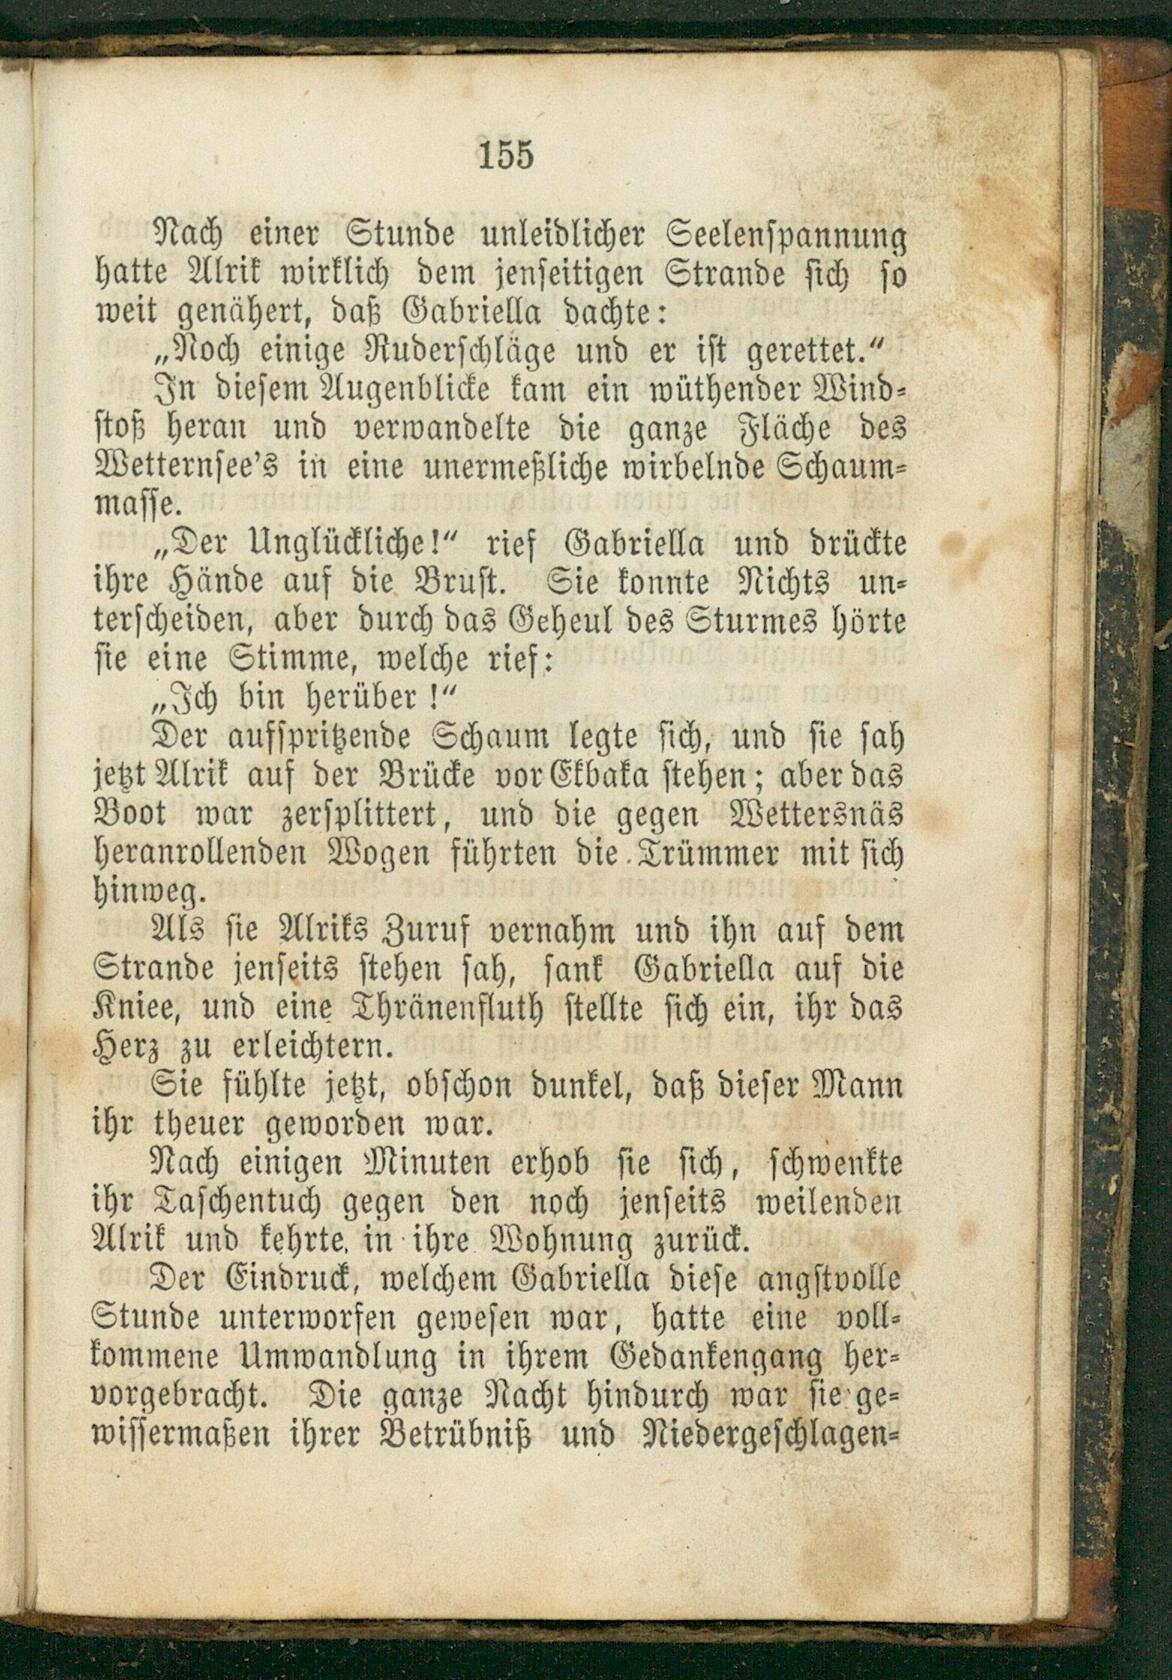 155
Nach einer Stunde unleidlicher Seelenspannung
hatte Alrik wirklich dem jenseitigen Strande sich so
weit genähert, daß Gabriella dachte:
„Noch einige Ruderschläge und er ist gerettet.“
In diesem Augenblicke kam ein wüthender Wind-
stoß heran und verwandelte die ganze Fläche des
Wetternsee's in eine unermeßliche wirbelnde Schaum-
masse.
„Der Unglückliche!“ rief Gabriella und drückte
ihre Hände auf die Brust. Sie konnte Nichts un-
terscheiden, aber durch das Geheul des Sturmes hörte
sie eine Stimme, welche rief:
„Ich bin herüber!“
Der aufspritzende Schaum legte sich, und sie sah
jetzt Alrik auf der Brücke vor Ekbaka stehen; aber das
Boot war zersplittert, und die gegen Wettersnäs
heranrollenden Wogen führten die Trümmer mit sich
hinweg.
Als sie Alriks Zuruf vernahm und ihn auf dem
Strande jenseits stehen sah, sank Gabriella auf die
Kniee, und eine Thränenfluth stellte sich ein, ihr das
Herz zu erleichtern.
Sie fühlte jetzt, obschon dunkel, daß dieser Mann
ihr theuer geworden war.
Nach einigen Minuten erhob sie sich, schwenkte
ihr Taschentuch gegen den noch jenseits weilenden
Alrik und kehrte in ihre Wohnung zurück.
Der Eindruck, welchem Gabriella diese angstvolle
Stunde unterworfen gewesen war, hatte eine voll-
kommene Umwandlung in ihrem Gedankengang her-
vorgebracht. Die ganze Nacht hindurch war sie ge-
wissermaßen ihrer Betrübniß und Niedergeschlagen-